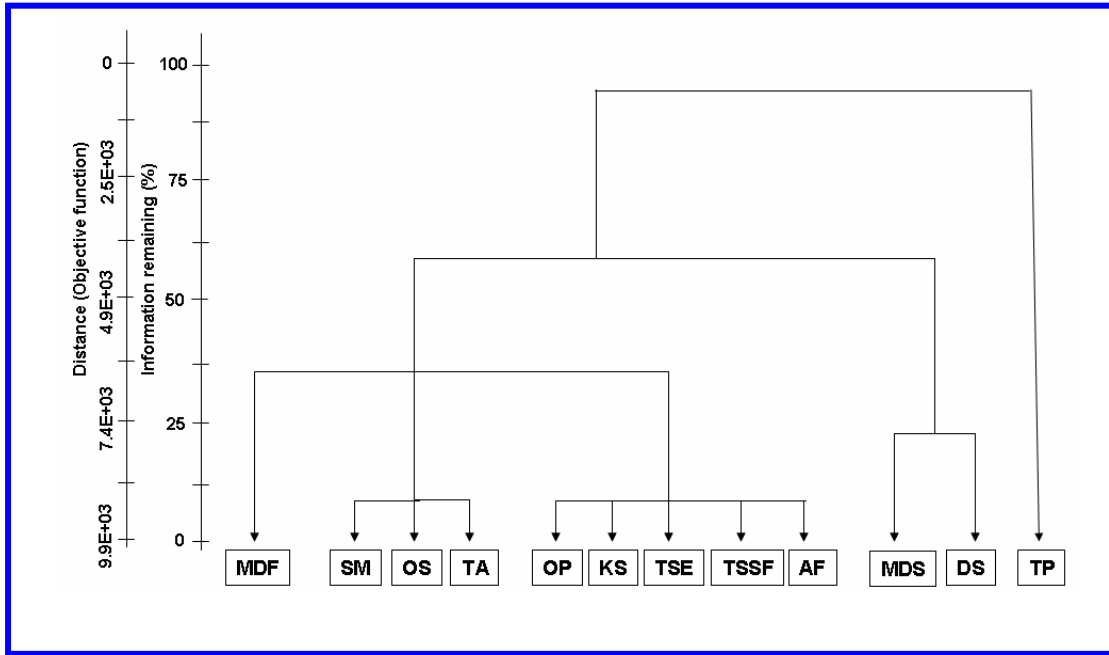 Distance (Objective function)
0
2.5E+03
4.9E+03
7.4E+03
9.9E+03
Information remaining (%)
100
75
50
25
0
MDF SM OS TA OP KS TSE TSSF AF MDS DS TP